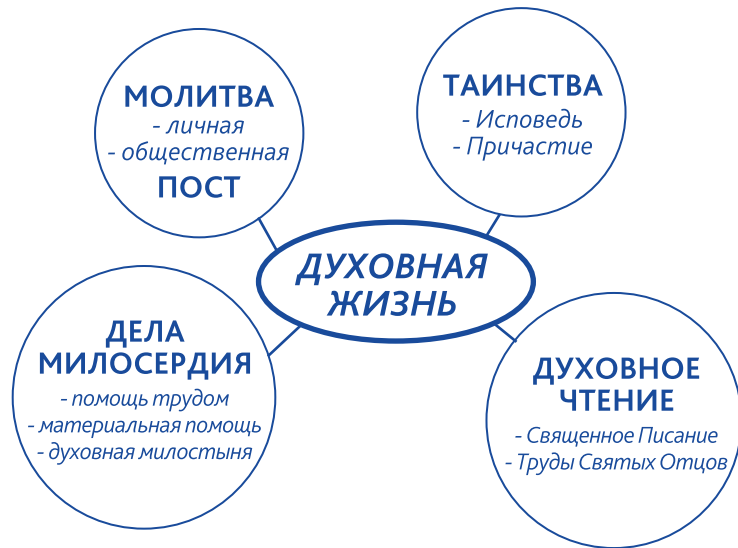 МОЛИТВА
- личная
- общественная
ПОСТ
ТАИНСТВА
- Исповедь
- Причастие
ДУХОВНАЯ
ЖИЗНЬ
ДЕЛА
МИЛОСЕРДИЯ
- помощь трудом
- материальная помощь
- духовная милостыня
ДУХОВНОЕ
ЧТЕНИЕ
- Священное Писание
- Труды Святых Отцов